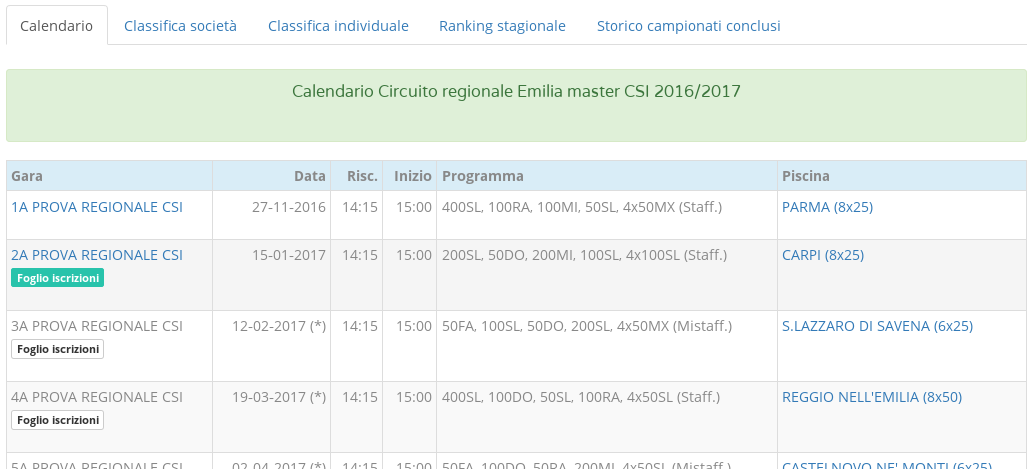 Calendario Classifica società Classifica individuale Ranking stagionale Storico campionati conclusi
Calendario Circuito regionale Emilia master CSI 2016/2017
Gara Data Risc. Inizio Programma Piscina
1A PROVA REGIONALE CSI 27-11-2016 14:15 15:00 400SL, 100RA, 100MI, 50SL, 4x50MX (Staff.) PARMA (8x25)
2A PROVA REGIONALE CSI 15-01-2017 14:15 15:00 200SL, 50DO, 200MI, 100SL, 4x100SL (Staff.) CARPI (8x25)
Foglio iscrizioni
3A PROVA REGIONALE CSI 12-02-2017 (*) 14:15 15:00 50FA, 100SL, 50DO, 200SL, 4x50MX (Mistaff.) S.LAZZARO DI SAVENA (6x25)
Foglio iscrizioni
4A PROVA REGIONALE CSI 19-03-2017 (*) 14:15 15:00 400SL, 100DO, 50SL, 100RA, 4x50SL (Staff.) REGGIO NELL'EMILIA (8x50)
Foglio iscrizioni
5A PROVA REGIONALE CSI 02-04-2017 (*) 14:15 15:00 50FA, 100DO, 50RA, 200MI, 4x50SL (Mistaff.) CASTELNOVO NE' MONTI (6x25)